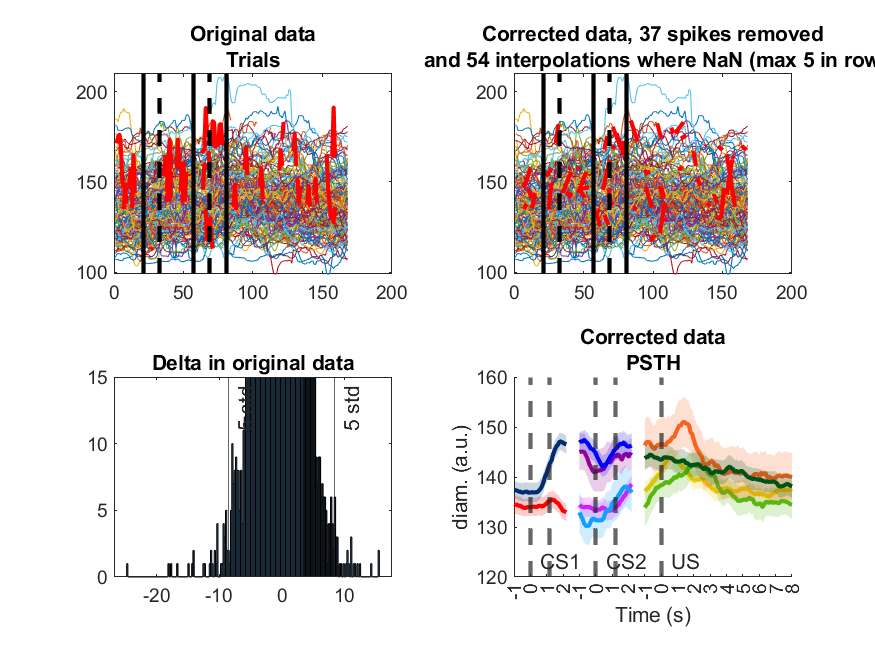 Original data
Trials
200
150
100
0 50 100 150 200
Corrected data, 37 spikes removed
and 54 interpolations where NaN (max 5 in row
200
150
100
0 50 100 150 200
Delta in original data
15
10
5
0
-20 -10 0 10
5 std
5 std
Corrected data
PSTH
160
150
140
130
120
diam. (a.u.)
CS1 CS2 US
-1 0 1 2 -1 0 1 2 -1 0 1 2 3 4 5 6 7 8
Time (s)